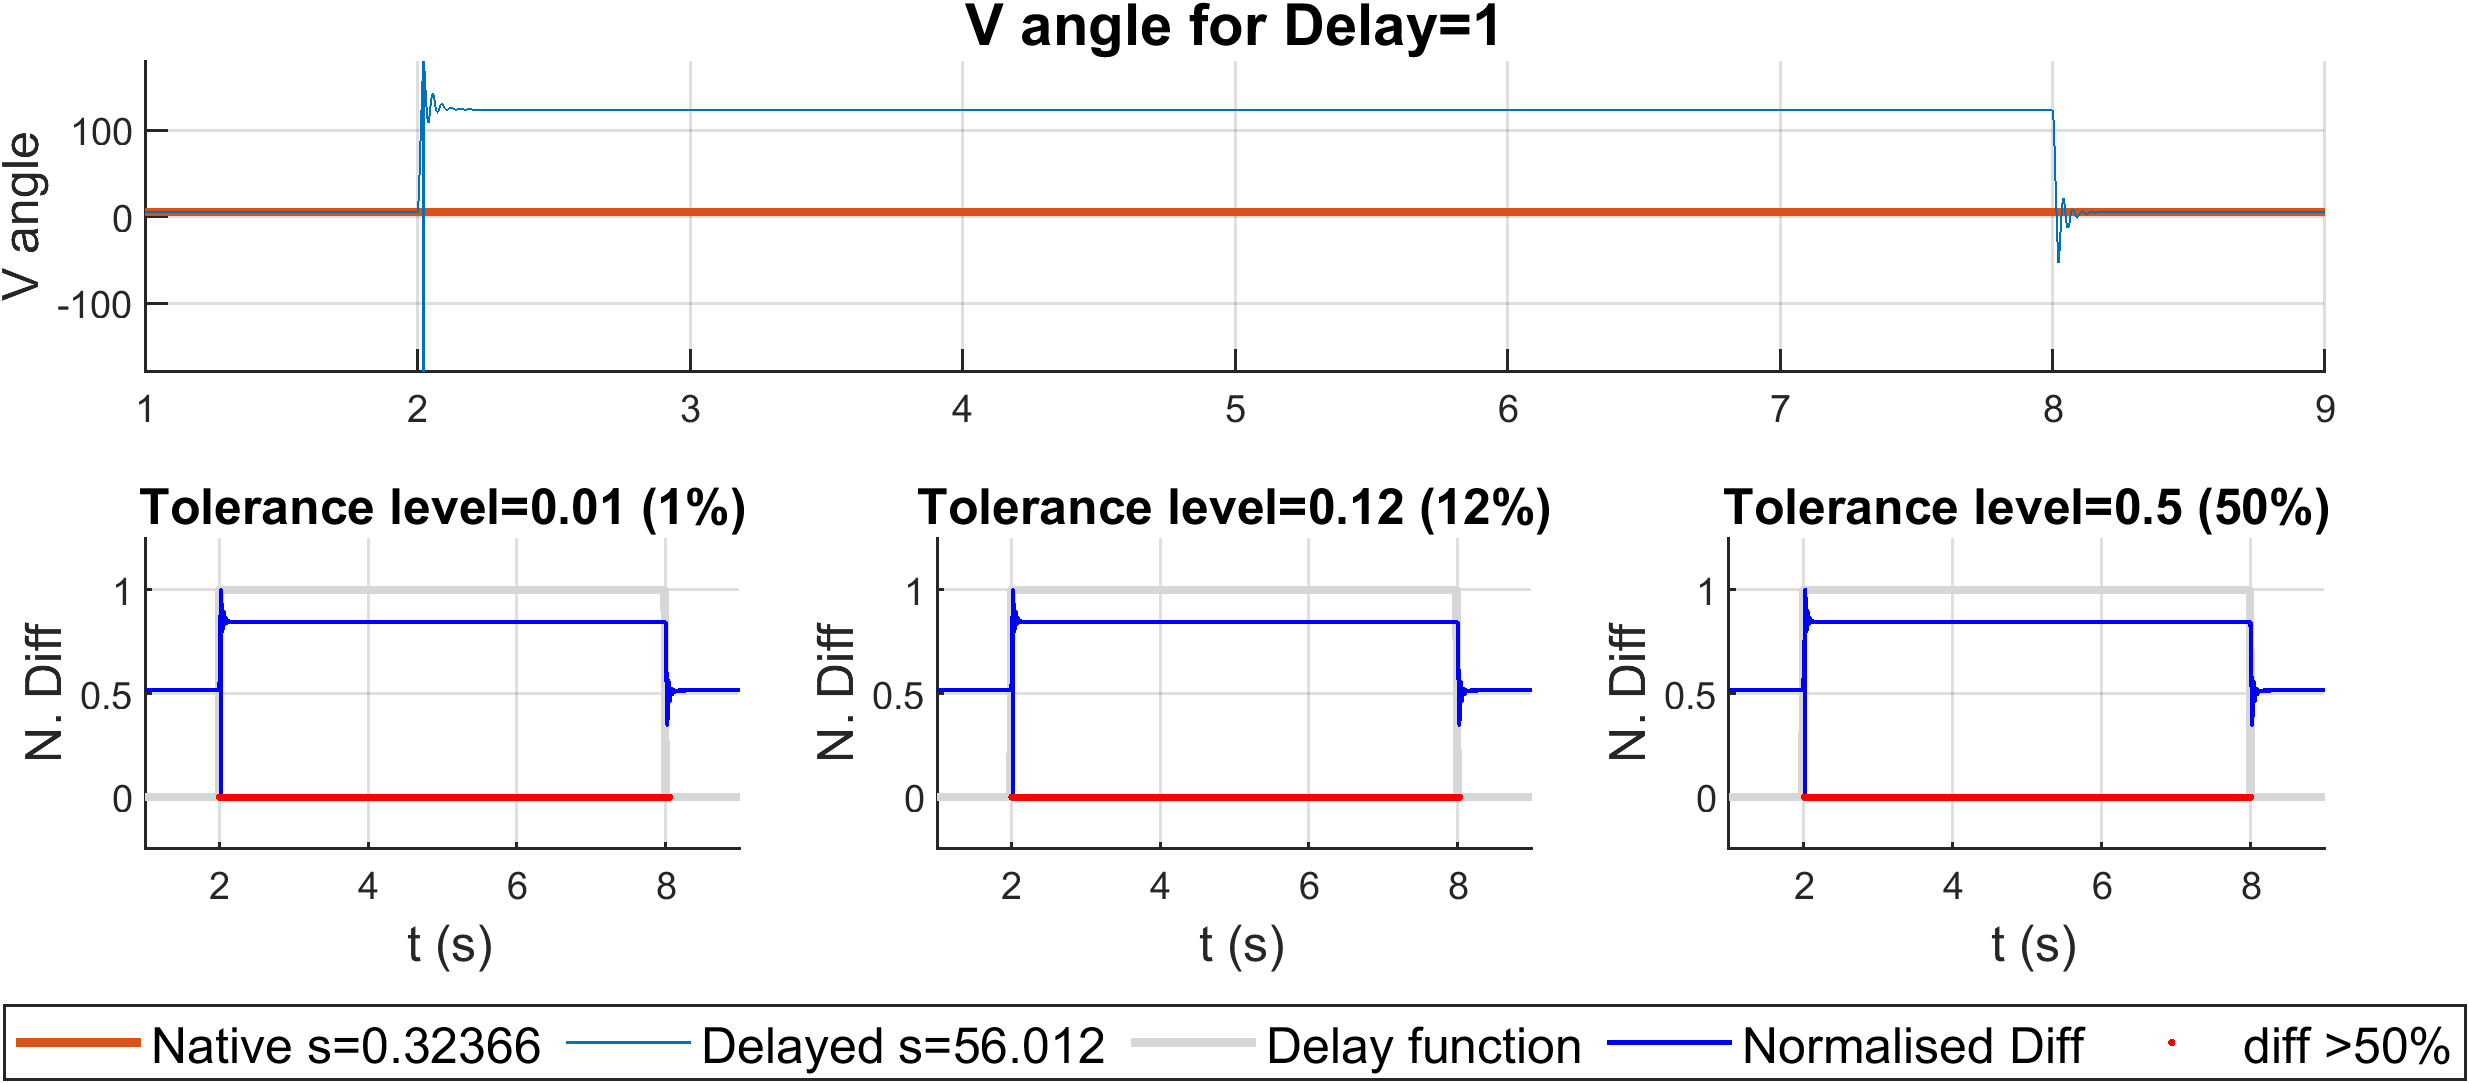 V angle for Delay=1
V angle
100
0
-100
1 2 3 4 5 6 7 8 9
Tolerance level=0.01 (1%)
Tolerance level=0.12 (12%)
Tolerance level=0.5 (50%)
N. Diff
1
0.5
0
2 4 6 8
t (s)
N. Diff
1
0.5
0
2 4 6 8
t (s)
N. Diff
1
0.5
0
2 4 6 8
t (s)
Native s=0.32366 Delayed s=56.012 Delay function Normalised Diff diff >50%